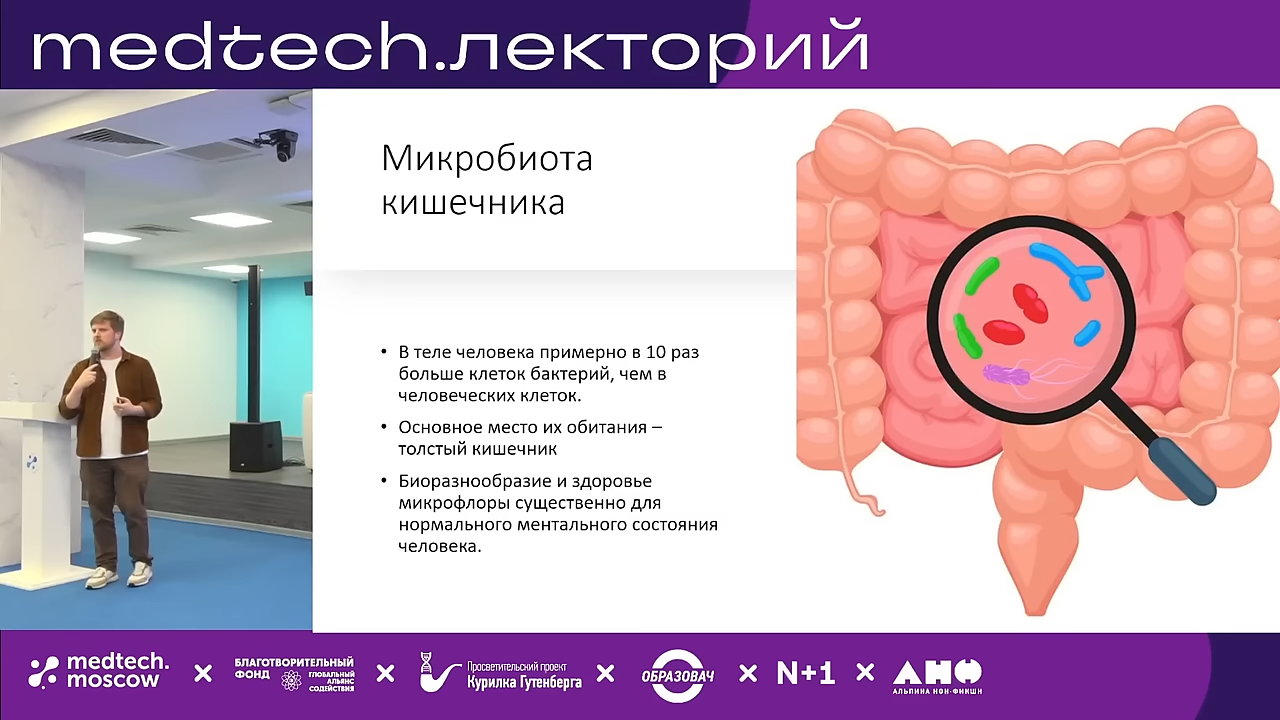 medtech.лекторий
Микробиота
кишечника
• В теле человека примерно в 10 раз
больше клеток бактерий, чем в
человеческих клеток.
• Основное место их обитания –
толстый кишечник
• Биоразнообразие и здоровье
микрофлоры существенно для
нормального ментального состояния
человека.
medtech.
moscow
×
БЛАГОТВОРИТЕЛЬНЫЙ
ФОНД
ГЛОБАЛЬНЫЙ
АЛЬЯНС
СОДЕЙСТВИЯ
×
Просветительский проект
Курилка Гутенберга
×
ОБРАЗОВАЧ
×
N+1
×
АНФ
АЛЬПИНА НОН-ФИКШН